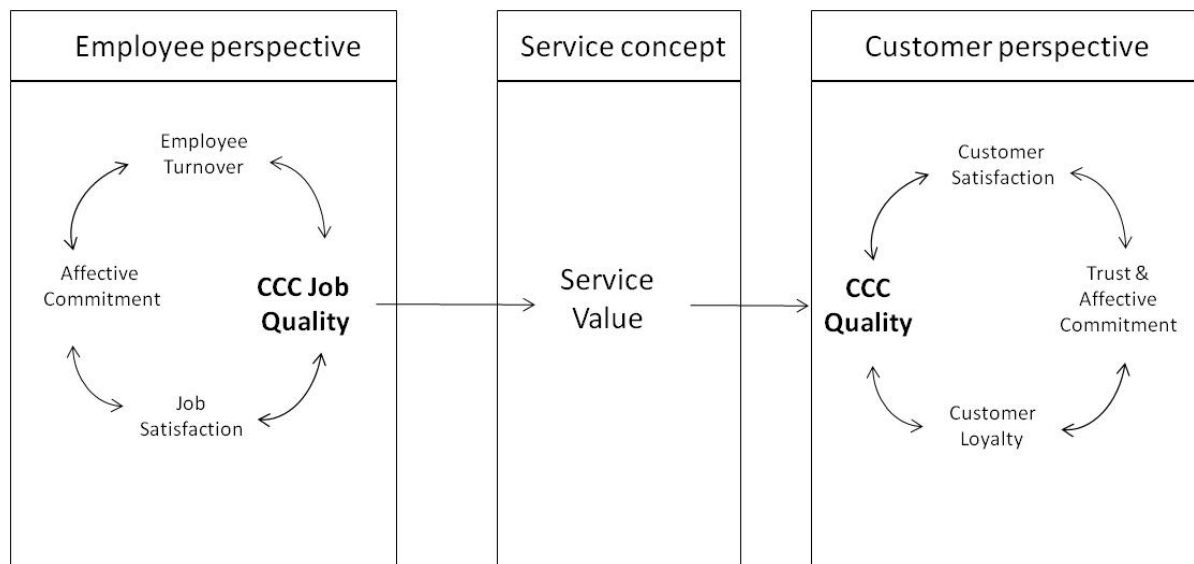 Employee perspective
Service concept
Customer perspective
Employee
Turnover
Affective
Commitment
CCC Job
Quality
Job
Satisfaction
Service
Value
Customer
Satisfaction
CCC
Quality
Trust &
Affective
Commitment
Customer
Loyalty